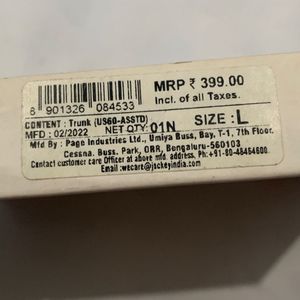 MRP ₹ 399.00
Incl. of all Taxes.
8 901326 084533
CONTENT : Trunk (US60-ASSTD)
MFD : 02/2022 NET QTY: 01N SIZE : L
Mfd By : Page Industries Ltd., Umiya Buss, Bay, T-1, 7th Floor.
Cessna. Buss. Park, ORR, Bengaluru-560103
Contact customer care Officer at above mfd. address. Ph: +91-80-48464600.
Email :wecare@jockeyindia.com